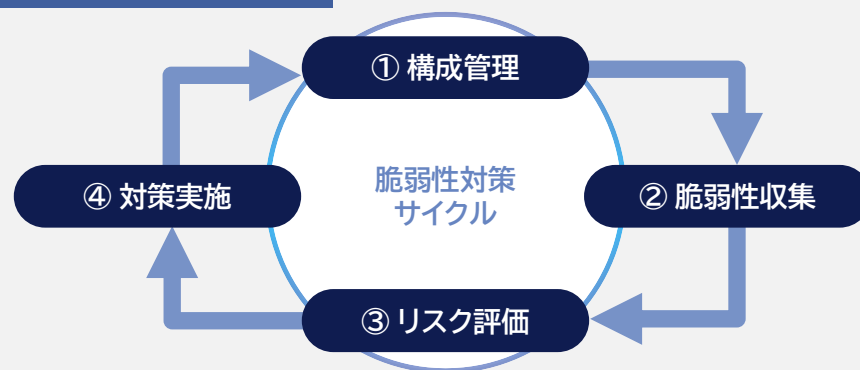 ① 構成管理
脆弱性対策
サイクル
④ 対策実施
② 脆弱性収集
③ リスク評価